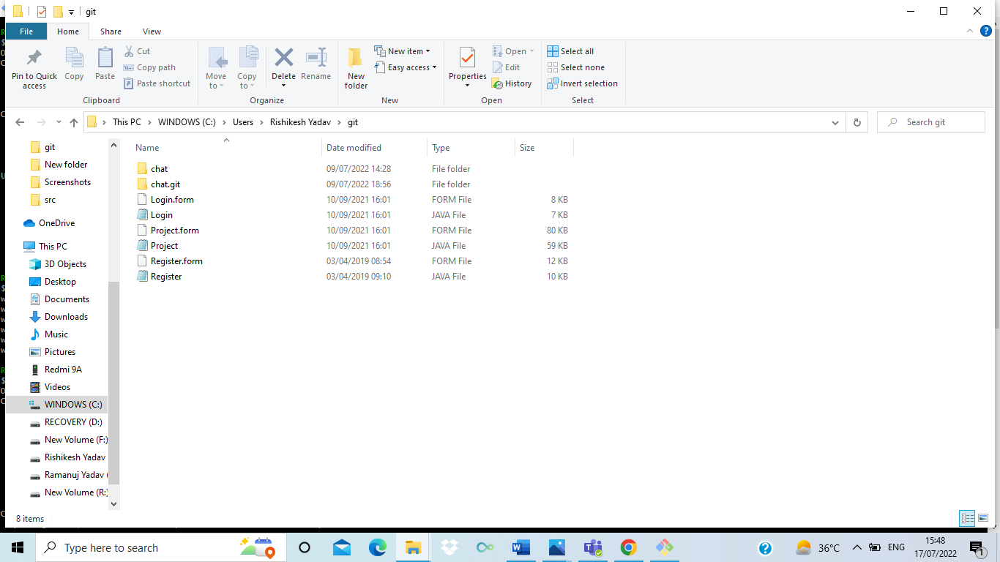 git
File Home Share View
Pin to Quick access
Copy
Paste
Cut
Copy path
Paste shortcut
Clipboard
Move to
Copy to
Delete
Rename
Organize
New folder
New item
Easy access
New
Properties
Open
Edit
History
Open
Select all
Select none
Invert selection
Select
This PC > WINDOWS (C:) > Users > Rishikesh Yadav > git
Search git
git
New folder
Screenshots
src
OneDrive
This PC
3D Objects
Desktop
Documents
Downloads
Music
Pictures
Redmi 9A
Videos
WINDOWS (C:)
RECOVERY (D:)
New Volume (F:)
Rishikesh Yadav
Ramanuj Yadav (
New Volume (R:)
Name Date modified Type Size
chat 09/07/2022 14:28 File folder
chat.git 09/07/2022 18:56 File folder
Login.form 10/09/2021 16:01 FORM File 8 KB
Login 10/09/2021 16:01 JAVA File 7 KB
Project.form 10/09/2021 16:01 FORM File 80 KB
Project 10/09/2021 16:01 JAVA File 59 KB
Register.form 03/04/2019 08:54 FORM File 12 KB
Register 03/04/2019 09:10 JAVA File 10 KB
8 items
Type here to search
36°C
ENG
15:48
17/07/2022
1